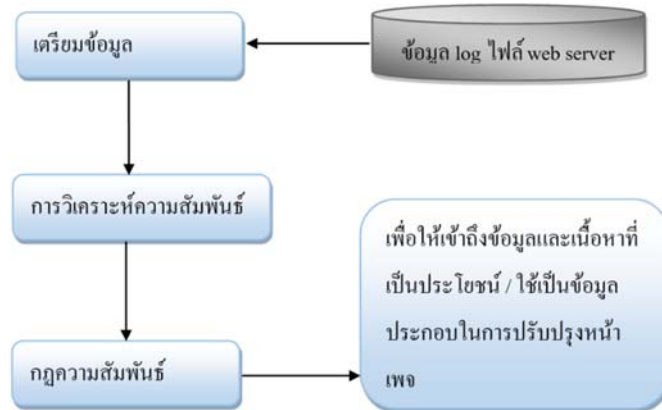 เตรียมข้อมูล
ข้อมูล log ไฟล์ web server
การวิเคราะห์ความสัมพันธ์
เพื่อให้เข้าถึงข้อมูลและเนื้อหาที่
เป็นประโยชน์ / ใช้เป็นข้อมูล
ประกอบในการปรับปรุงหน้า
เพจ
กฏความสัมพันธ์